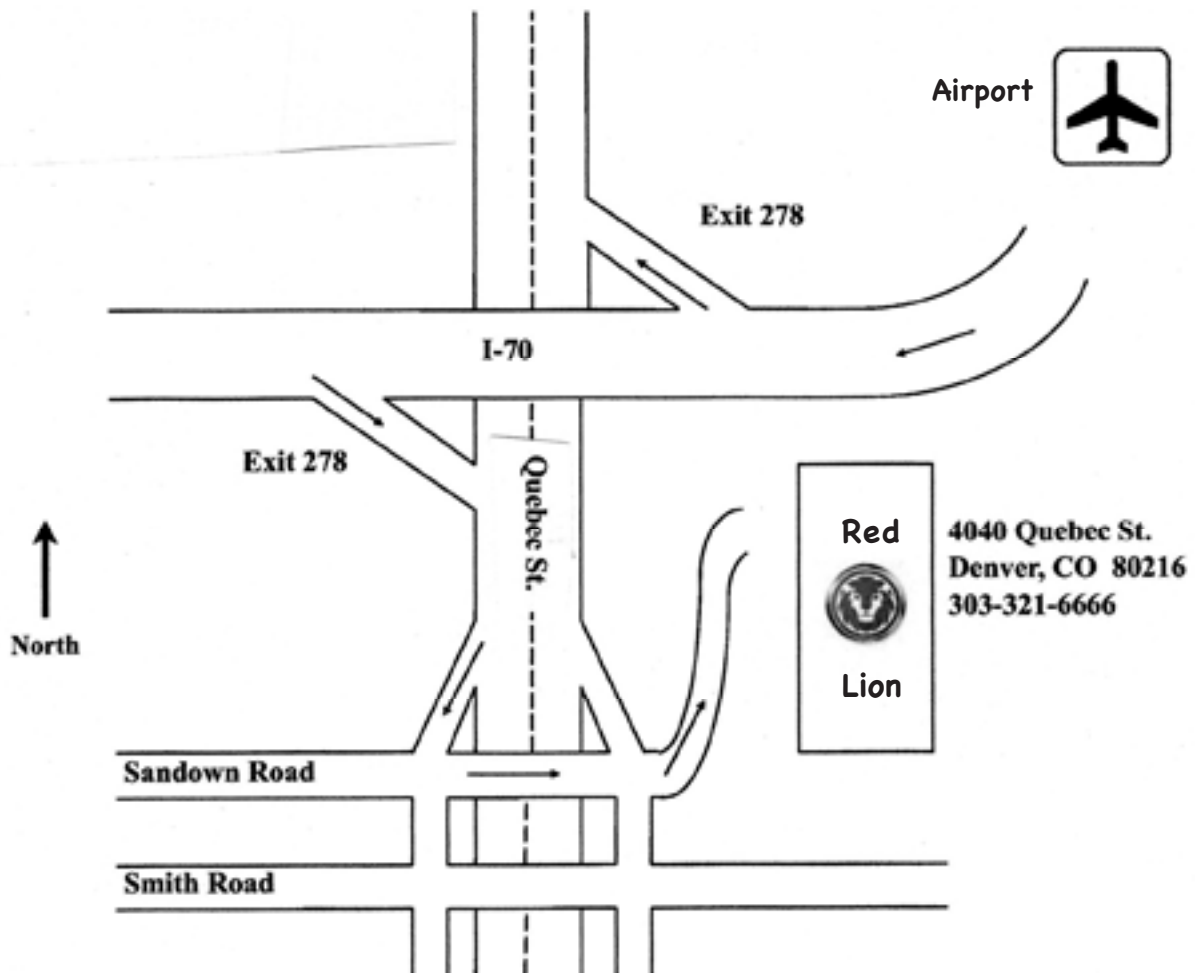 Airport
Exit 278
I-70
Exit 278
Quebec St.
Red
Lion
4040 Quebec St.
Denver, CO  80216
303-321-6666
North
Sandown Road
Smith Road